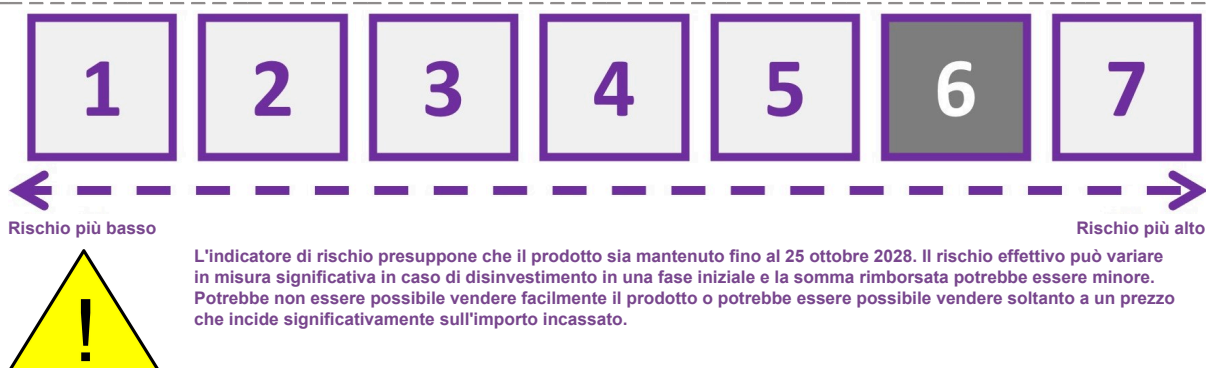 1 2 3 4 5 6 7
Rischio più basso Rischio più alto
L'indicatore di rischio presuppone che il prodotto sia mantenuto fino al 25 ottobre 2028. Il rischio effettivo può variare
in misura significativa in caso di disinvestimento in una fase iniziale e la somma rimborsata potrebbe essere minore.
Potrebbe non essere possibile vendere facilmente il prodotto o potrebbe essere possibile vendere soltanto a un prezzo
che incide significativamente sull'importo incassato.
!